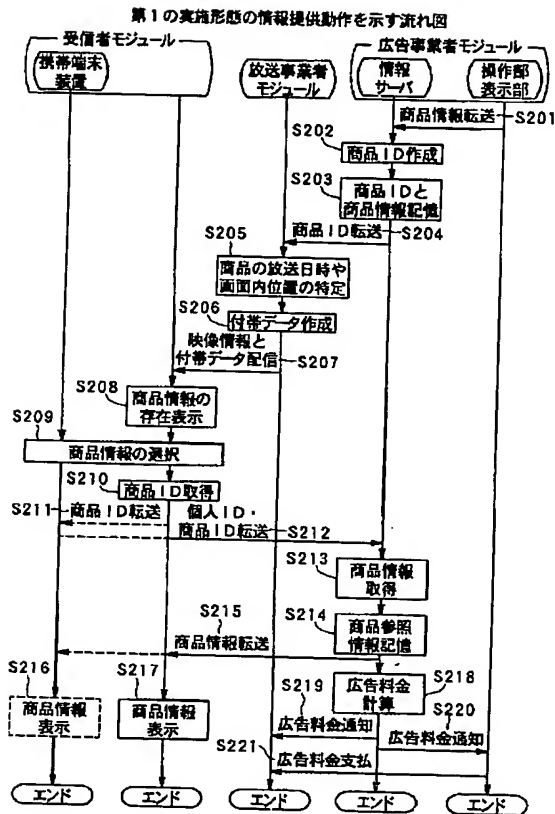 第1の実施形態の情報提供動作を示す流れ図
受信者モジュール
広告事業者モジュール
携帯端末
装置
放送事業者
モジュール
情報
サーバ
操作部
表示部
商品情報転送
S201
S202
商品ID作成
S203
商品IDと
商品情報記憶
商品ID転送
S204
S205
商品の放送日時や
画面内位置の特定
S206
付帯データ作成
映像情報と
付帯データ配信
S207
S208
商品情報の
存在表示
S209
商品情報の選択
S210
商品ID取得
S211
商品ID転送
個人ID・
商品ID転送
S212
S213
商品情報
取得
S214
商品参照
情報記憶
S215
商品情報転送
S216
商品情報
表示
S217
商品情報
表示
S218
広告料金
計算
S219
広告料金通知
S220
広告料金通知
S221
広告料金支払
エンド
エンド
エンド
エンド
エンド